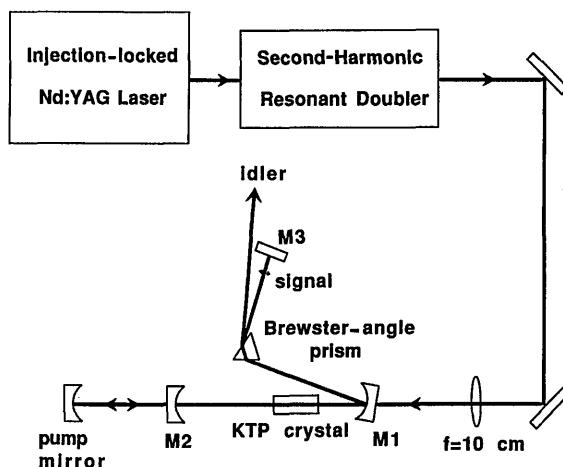 Injection-locked
Nd:YAG Laser
Second-Harmonic
Resonant Doubler
idler
M3
signal
Brewster-angle
prism
pump
mirror
M2
KTP crystal
M1
f=10 cm